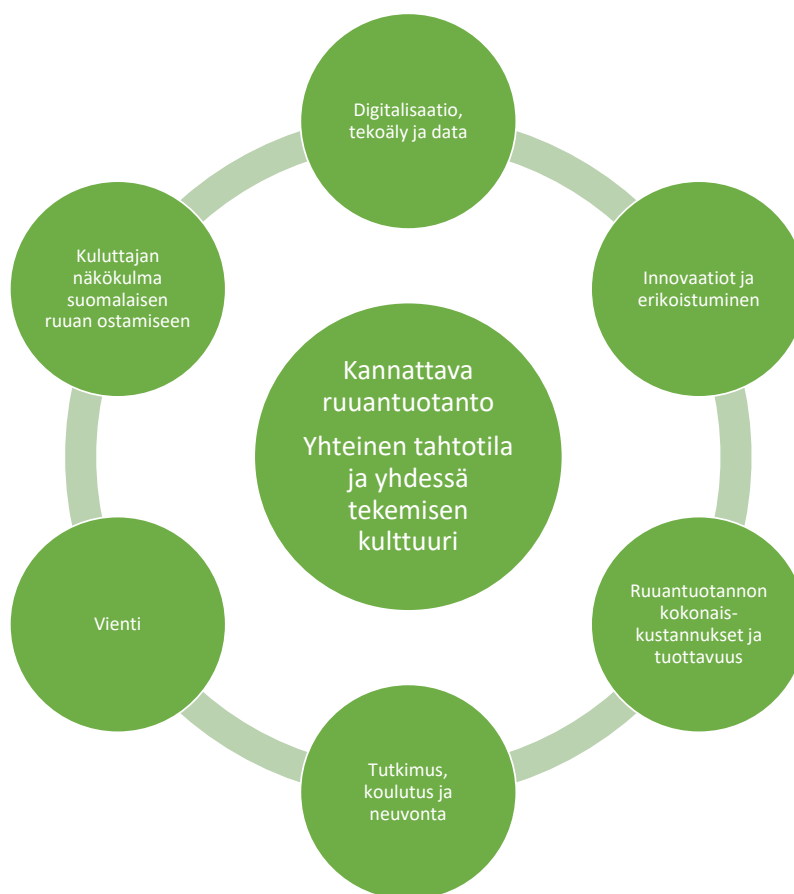 Digitalisaatio,
tekoäly ja data
Innovaatiot ja
erikoistuminen
Ruuantuotannon
kokonais-
kustannukset ja
tuottavuus
Tutkimus,
koulutus ja
neuvonta
Vienti
Kuluttajan
näkökulma
suomalaisen
ruuan ostamiseen
Kannattava
ruuantuotanto
Yhteinen tahtotila
ja yhdessä
tekemisen
kulttuuri